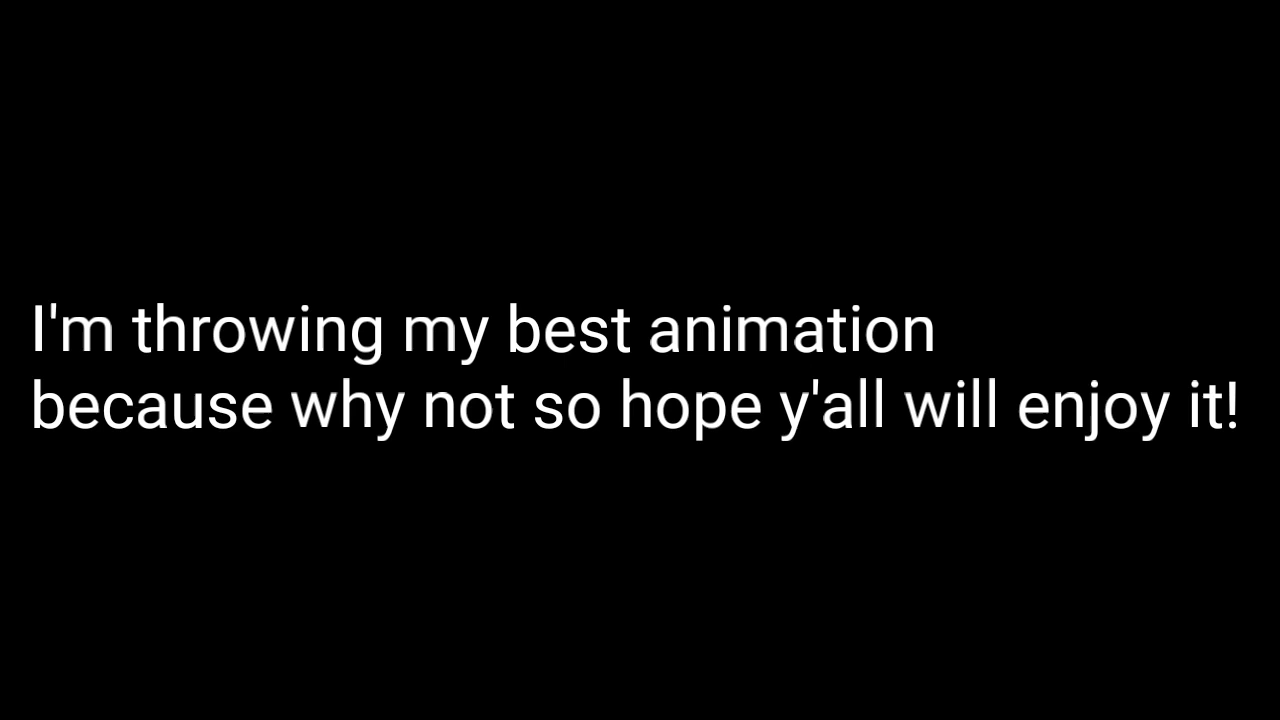 I'm throwing my best animation
because why not so hope y'all will enjoy it!